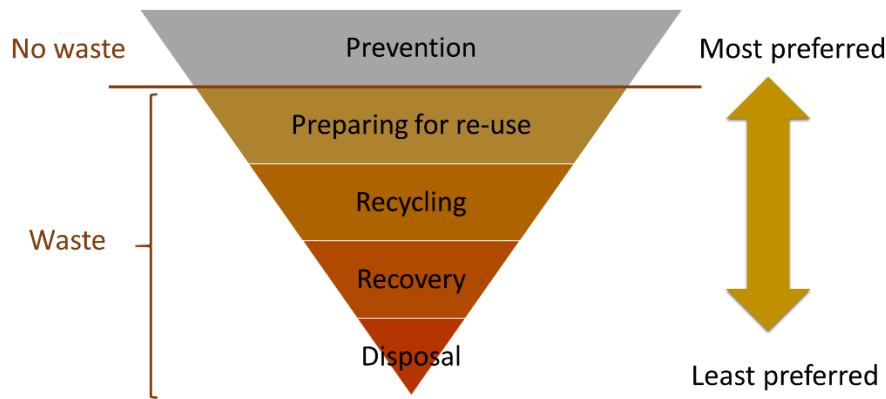 No waste
Prevention
Most preferred
Preparing for re-use
Recycling
Waste
Recovery
Disposal
Least preferred